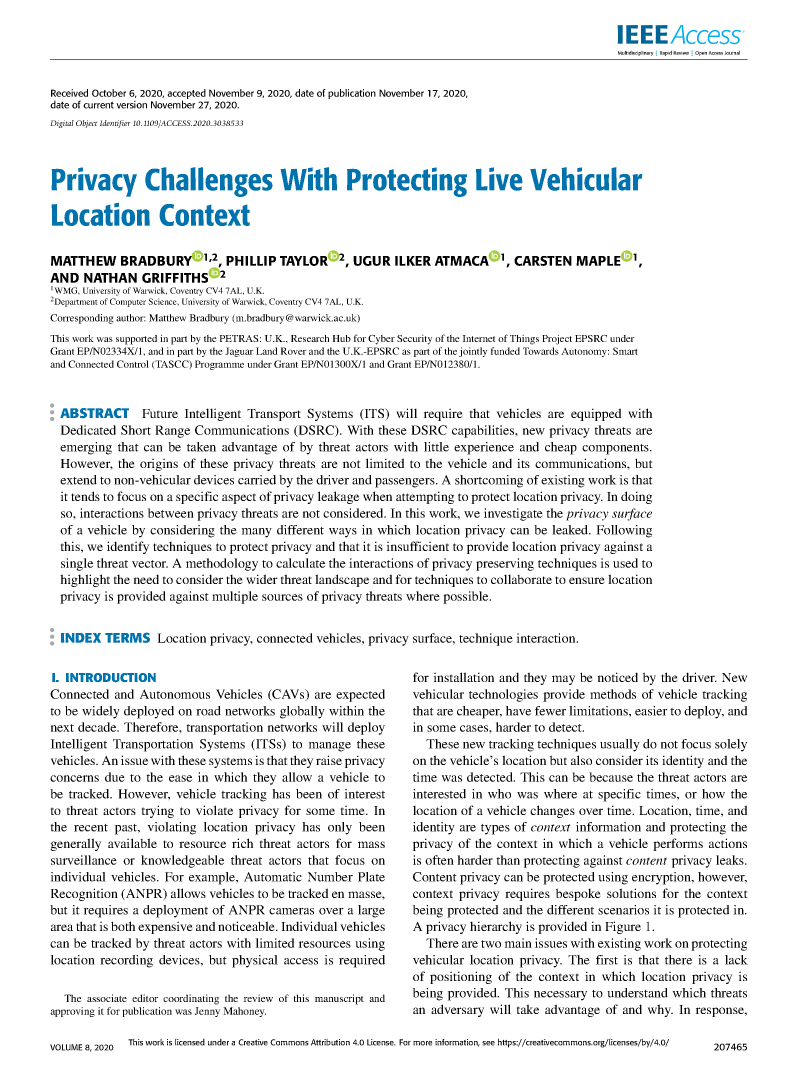 IEEE Access
Multidisciplinary | Rapid Review | Open Access Journal
Received October 6, 2020, accepted November 9, 2020, date of publication November 17, 2020,
date of current version November 27, 2020.
Digital Object Identifier 10.1109/ACCESS.2020.3038533
Privacy Challenges With Protecting Live Vehicular
Location Context
MATTHEW BRADBURY iD 1,2, PHILLIP TAYLOR iD 2, UGUR ILKER ATMACA iD 1, CARSTEN MAPLE iD 1,
AND NATHAN GRIFFITHS iD 2
1WMG, University of Warwick, Coventry CV4 7AL, U.K.
2Department of Computer Science, University of Warwick, Coventry CV4 7AL, U.K.
Corresponding author: Matthew Bradbury (m.bradbury@warwick.ac.uk)
This work was supported in part by the PETRAS: U.K., Research Hub for Cyber Security of the Internet of Things Project EPSRC under
Grant EP/N02334X/1, and in part by the Jaguar Land Rover and the U.K.-EPSRC as part of the jointly funded Towards Autonomy: Smart
and Connected Control (TASCC) Programme under Grant EP/N01300X/1 and Grant EP/N012380/1.
ABSTRACT Future Intelligent Transport Systems (ITS) will require that vehicles are equipped with
Dedicated Short Range Communications (DSRC). With these DSRC capabilities, new privacy threats are
emerging that can be taken advantage of by threat actors with little experience and cheap components.
However, the origins of these privacy threats are not limited to the vehicle and its communications, but
extend to non-vehicular devices carried by the driver and passengers. A shortcoming of existing work is that
it tends to focus on a specific aspect of privacy leakage when attempting to protect location privacy. In doing
so, interactions between privacy threats are not considered. In this work, we investigate the privacy surface
of a vehicle by considering the many different ways in which location privacy can be leaked. Following
this, we identify techniques to protect privacy and that it is insufficient to provide location privacy against a
single threat vector. A methodology to calculate the interactions of privacy preserving techniques is used to
highlight the need to consider the wider threat landscape and for techniques to collaborate to ensure location
privacy is provided against multiple sources of privacy threats where possible.
INDEX TERMS Location privacy, connected vehicles, privacy surface, technique interaction.
I. INTRODUCTION
Connected and Autonomous Vehicles (CAVs) are expected
to be widely deployed on road networks globally within the
next decade. Therefore, transportation networks will deploy
Intelligent Transportation Systems (ITSs) to manage these
vehicles. An issue with these systems is that they raise privacy
concerns due to the ease in which they allow a vehicle to
be tracked. However, vehicle tracking has been of interest
to threat actors trying to violate privacy for some time. In
the recent past, violating location privacy has only been
generally available to resource rich threat actors for mass
surveillance or knowledgeable threat actors that focus on
individual vehicles. For example, Automatic Number Plate
Recognition (ANPR) allows vehicles to be tracked en masse,
but it requires a deployment of ANPR cameras over a large
area that is both expensive and noticeable. Individual vehicles
can be tracked by threat actors with limited resources using
location recording devices, but physical access is required
The associate editor coordinating the review of this manuscript and
approving it for publication was Jenny Mahoney.
for installation and they may be noticed by the driver. New
vehicular technologies provide methods of vehicle tracking
that are cheaper, have fewer limitations, easier to deploy, and
in some cases, harder to detect.
These new tracking techniques usually do not focus solely
on the vehicle's location but also consider its identity and the
time was detected. This can be because the threat actors are
interested in who was where at specific times, or how the
location of a vehicle changes over time. Location, time, and
identity are types of context information and protecting the
privacy of the context in which a vehicle performs actions
is often harder than protecting against content privacy leaks.
Content privacy can be protected using encryption, however,
context privacy requires bespoke solutions for the context
being protected and the different scenarios it is protected in.
A privacy hierarchy is provided in Figure 1.
There are two main issues with existing work on protecting
vehicular location privacy. The first is that there is a lack
of positioning of the context in which location privacy is
being provided. This necessary to understand which threats
an adversary will take advantage of and why. In response,
VOLUME 8, 2020
This work is licensed under a Creative Commons Attribution 4.0 License. For more information, see https://creativecommons.org/licenses/by/4.0/
207465